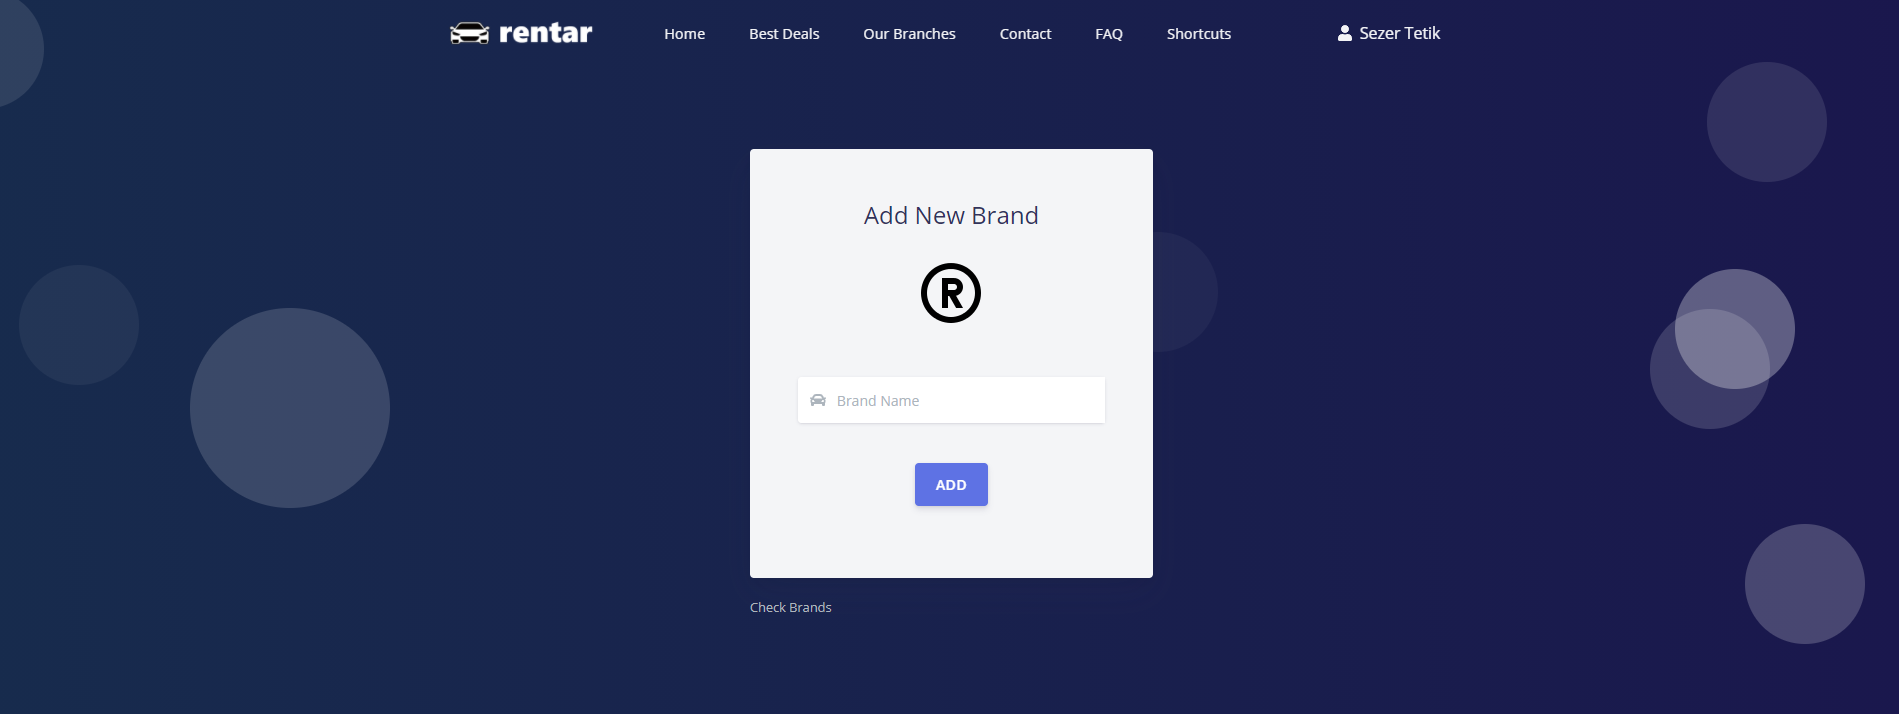 rentar Home Best Deals Our Branches Contact FAQ Shortcuts Sezer Tetik
Add New Brand
R
Brand Name
ADD
Check Brands